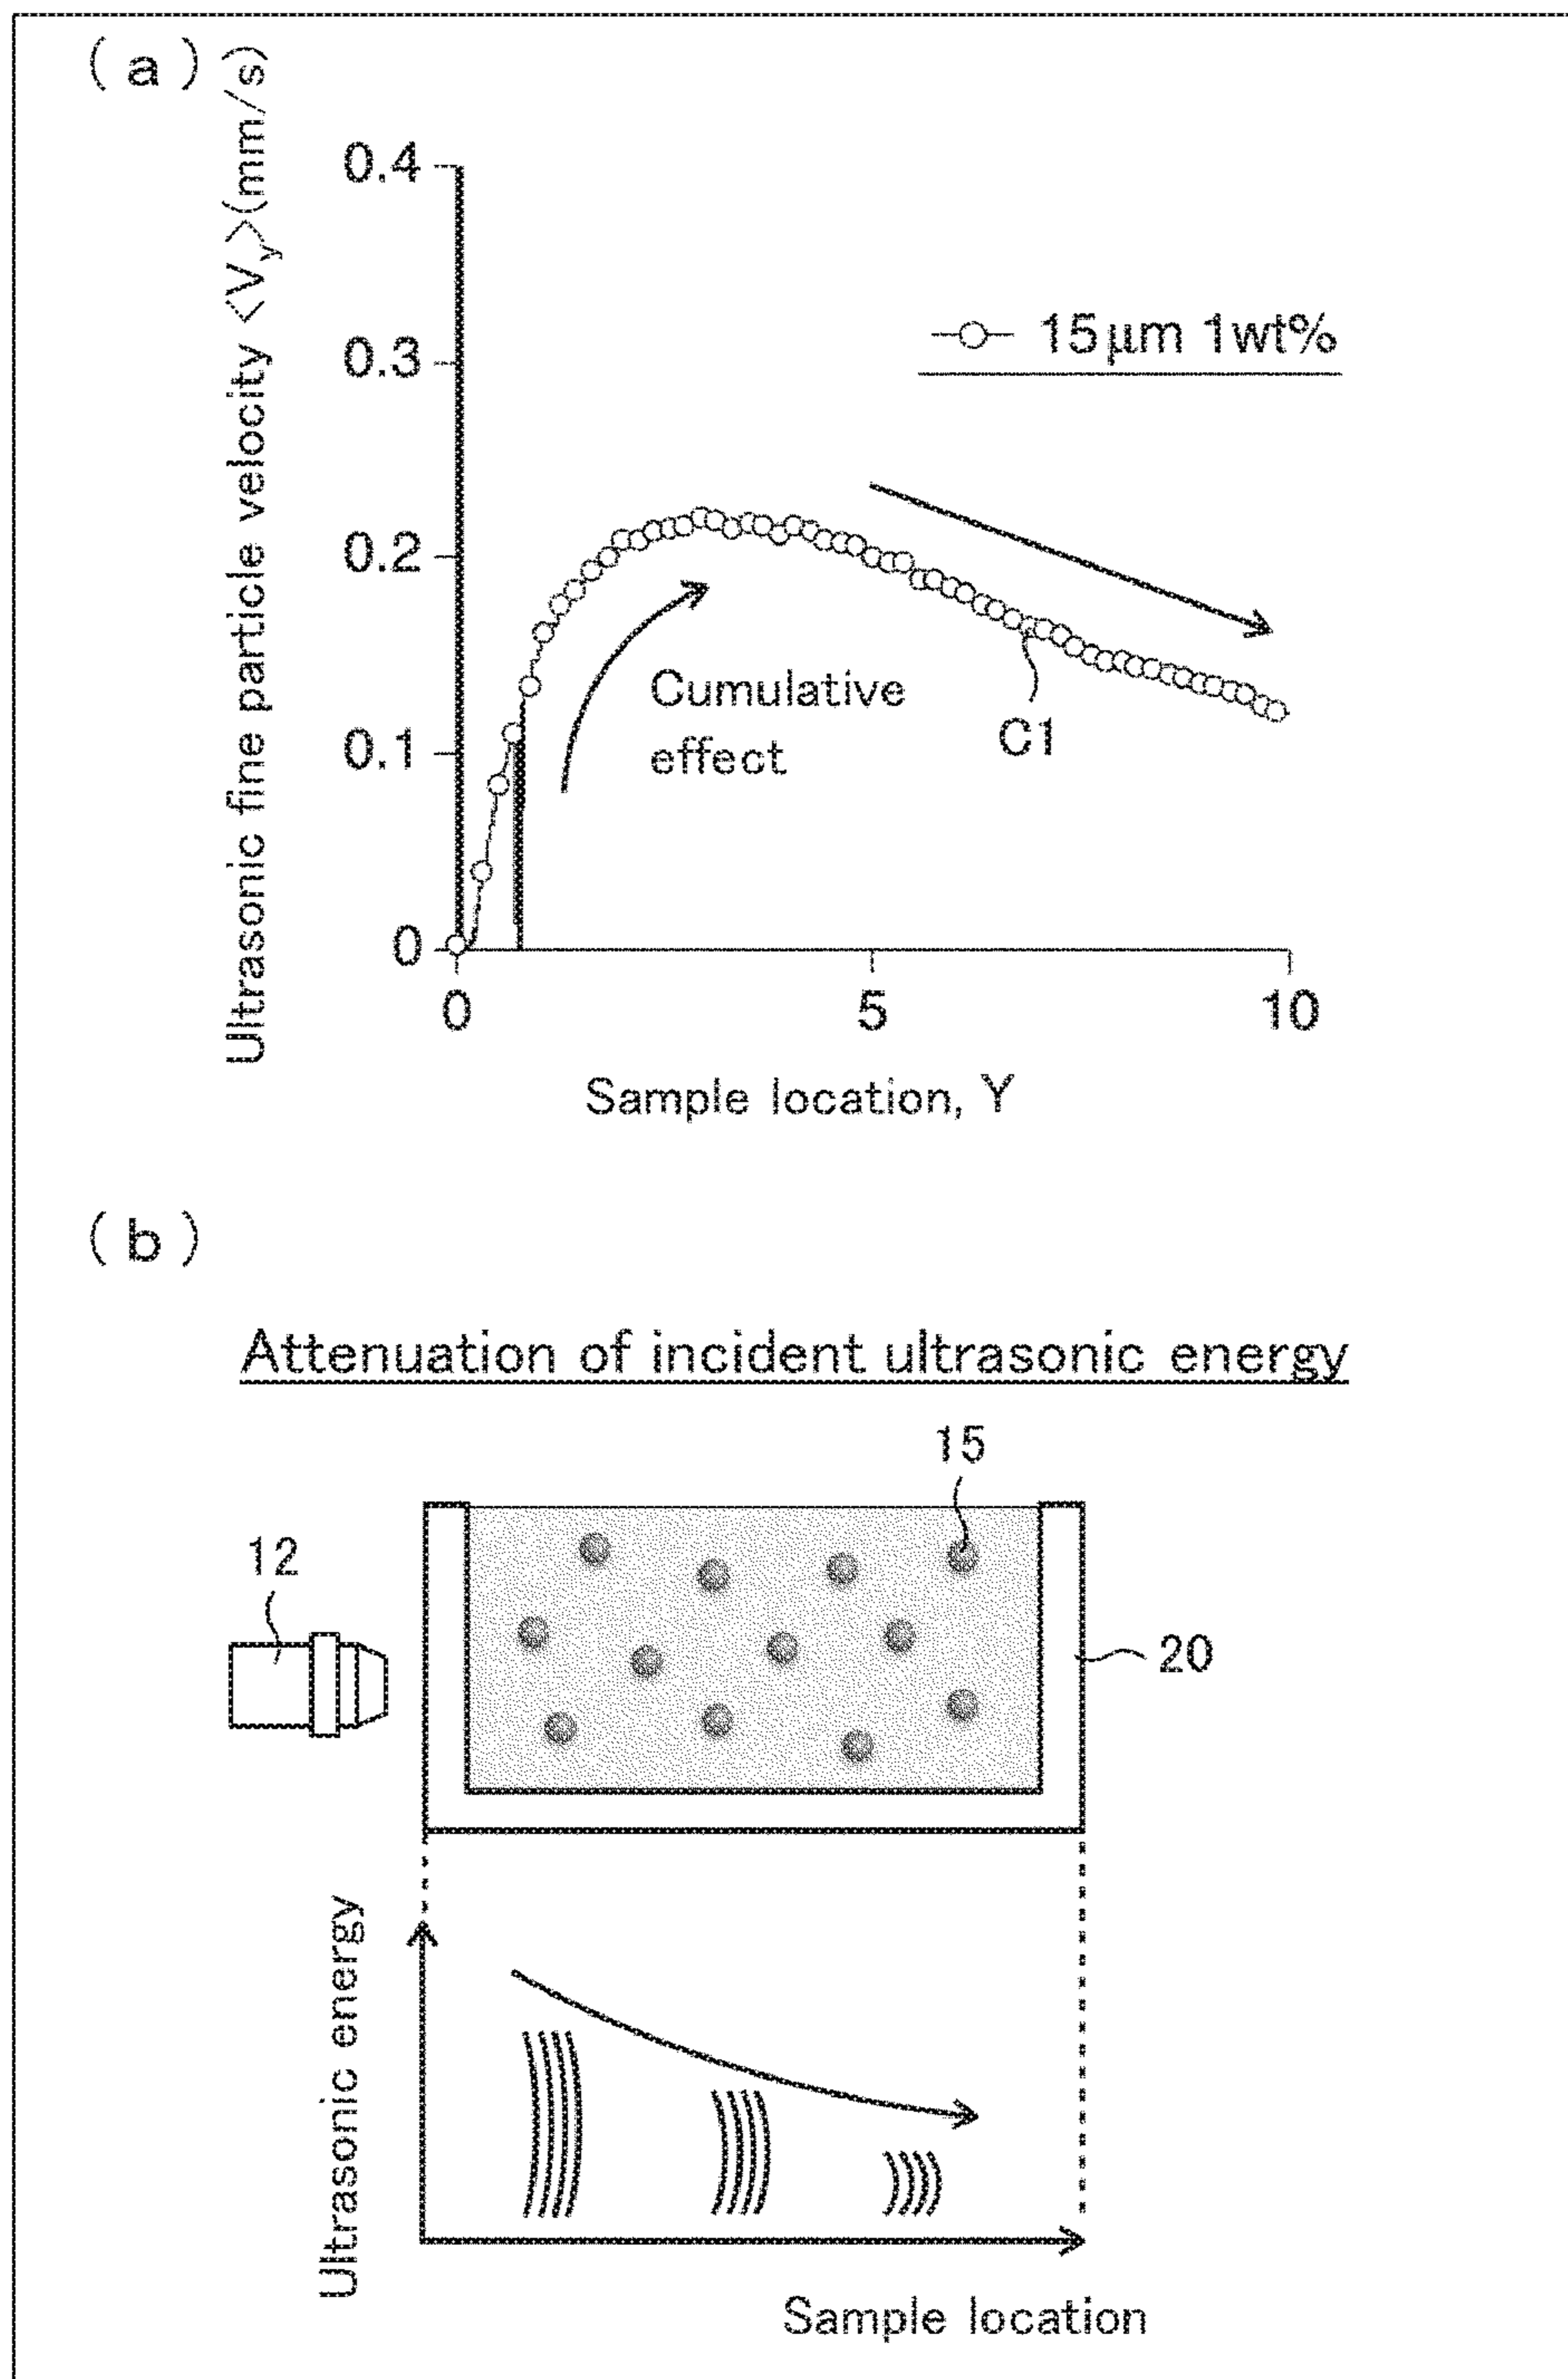 ( a )
Ultrasonic fine particle velocity <Vy>(mm/s)
0.4
0.3
0.2
0.1
0
15μm 1wt%
Cumulative
effect
C1
0
5
10
Sample location, Y
( b )
Attenuation of incident ultrasonic energy
15
12
20
Ultrasonic energy
Sample location